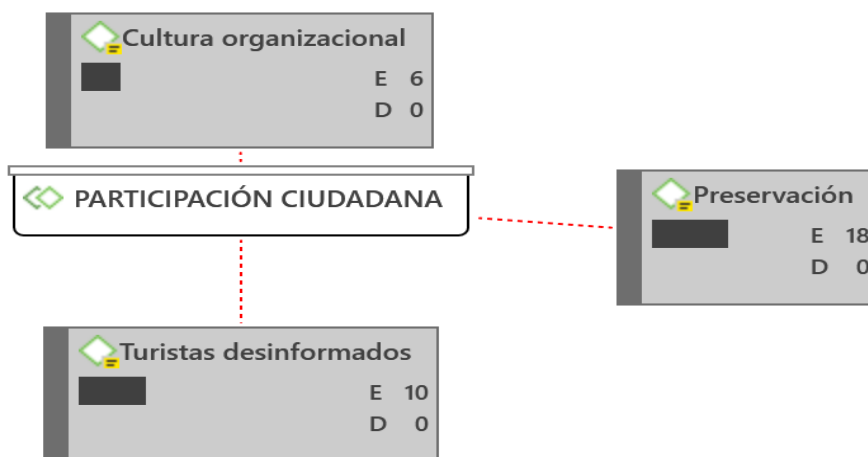 Cultura organizacional
E 6
D 0
PARTICIPACIÓN CIUDADANA
Preservación
E 18
D 0
Turistas desinformados
E 10
D 0